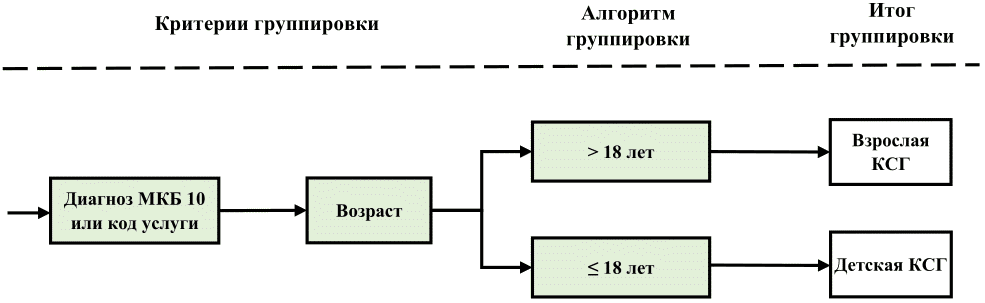 Критерии группировки
Алгоритм
группировки
Итог
группировки
Диагноз МКБ 10
или код услуги
Возраст
> 18 лет
Взрослая
КСГ
≤ 18 лет
Детская КСГ